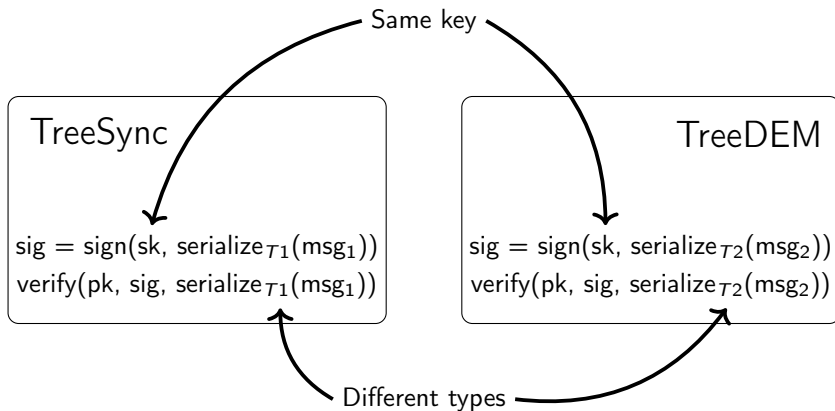 Same key
TreeSync
sig = sign(sk, serialize_T1(msg_1))
verify(pk, sig, serialize_T1(msg_1))
TreeDEM
sig = sign(sk, serialize_T2(msg_2))
verify(pk, sig, serialize_T2(msg_2))
Different types